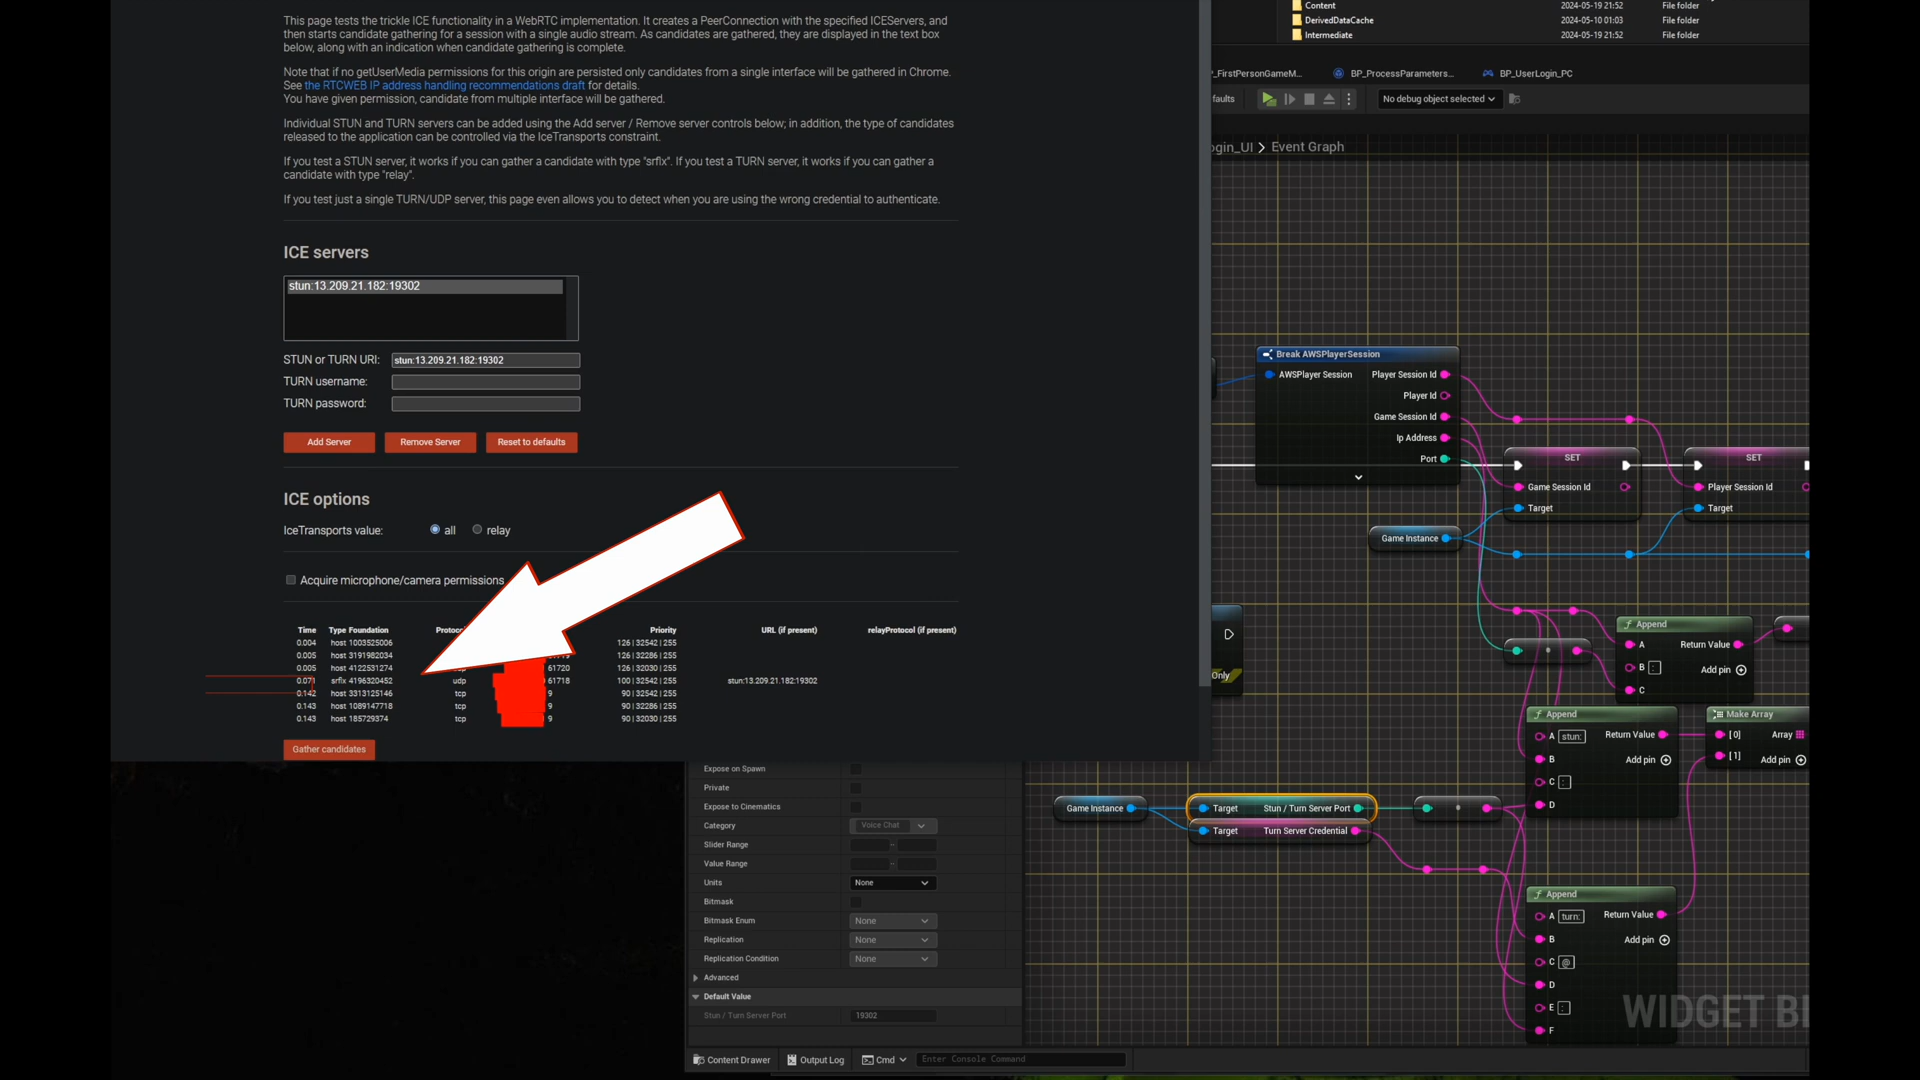 This page tests the trickle ICE functionality in a WebRTC implementation. It creates a PeerConnection with the specified ICEServers, and
then starts candidate gathering for a session with a single audio stream. As candidates are gathered, they are displayed in the text box
below, along with an indication when candidate gathering is complete.
Note that if no getUserMedia permissions for this origin are persisted only candidates from a single interface will be gathered in Chrome.
See the RTCWEB IP address handling recommendations draft for details.
You have given permission, candidate from multiple interface will be gathered.
Individual STUN and TURN servers can be added using the Add server / Remove server controls below; in addition, the type of candidates
released to the application can be controlled via the IceTransports constraint.
If you test a STUN server, it works if you can gather a candidate with type "srflx". If you test a TURN server, it works if you can gather a
candidate with type "relay".
If you test just a single TURN/UDP server, this page even allows you to detect when you are using the wrong credential to authenticate.
ICE servers
stun:13.209.21.182:19302
STUN or TURN URI: stun:13.209.21.182:19302
TURN username:
TURN password:
Add Server Remove Server Reset to defaults
ICE options
IceTransports value: all relay
Acquire microphone/camera permissions
Time Type Foundation Protoco Priority URL (if present) relayProtocol (if present)
0.004 host 1003525006 126 | 32542 | 255
0.005 host 3191982034 126 | 32286 | 255
0.005 host 4122531274 61720 126 | 32030 | 255
0.071 srflx 4196320452 udp 61718 100 | 32542 | 255 stun:13.209.21.182:19302
0.142 host 3313125146 tcp 9 90 | 32542 | 255
0.143 host 1089147718 tcp 9 90 | 32286 | 255
0.143 host 185729374 tcp 9 90 | 32030 | 255
Gather candidates
Content 2024-05-19 21:52 File folder
DerivedDataCache 2024-05-10 01:03 File folder
Intermediate 2024-05-19 21:52 File folder
P_FirstPersonGameM... BP_ProcessParameters... BP_UserLogin_PC
faults No debug object selected
ogin_UI > Event Graph
Break AWSPlayerSession
AWSPlayer Session Player Session Id
Player Id
Game Session Id
Ip Address
Port
SET
Game Session Id
Target
SET
Player Session Id
Target
Game Instance
Only
Append
A Return Value
B
Add pin
C
Append
A stun: Return Value
B Add pin
C :
D
Make Array
[0] Array
[1] Add pin
Game Instance
Target Stun / Turn Server Port
Target Turn Server Credential
Append
A turn: Return Value
B Add pin
C @
D
E :
F
WIDGET BL
Expose on Spawn
Private
Expose to Cinematics
Category Voice Chat
Slider Range
Value Range
Units None
Bitmask
Bitmask Enum None
Replication None
Replication Condition None
Advanced
Default Value
Stun / Turn Server Port 19302
Content Drawer Output Log Cmd Enter Console Command